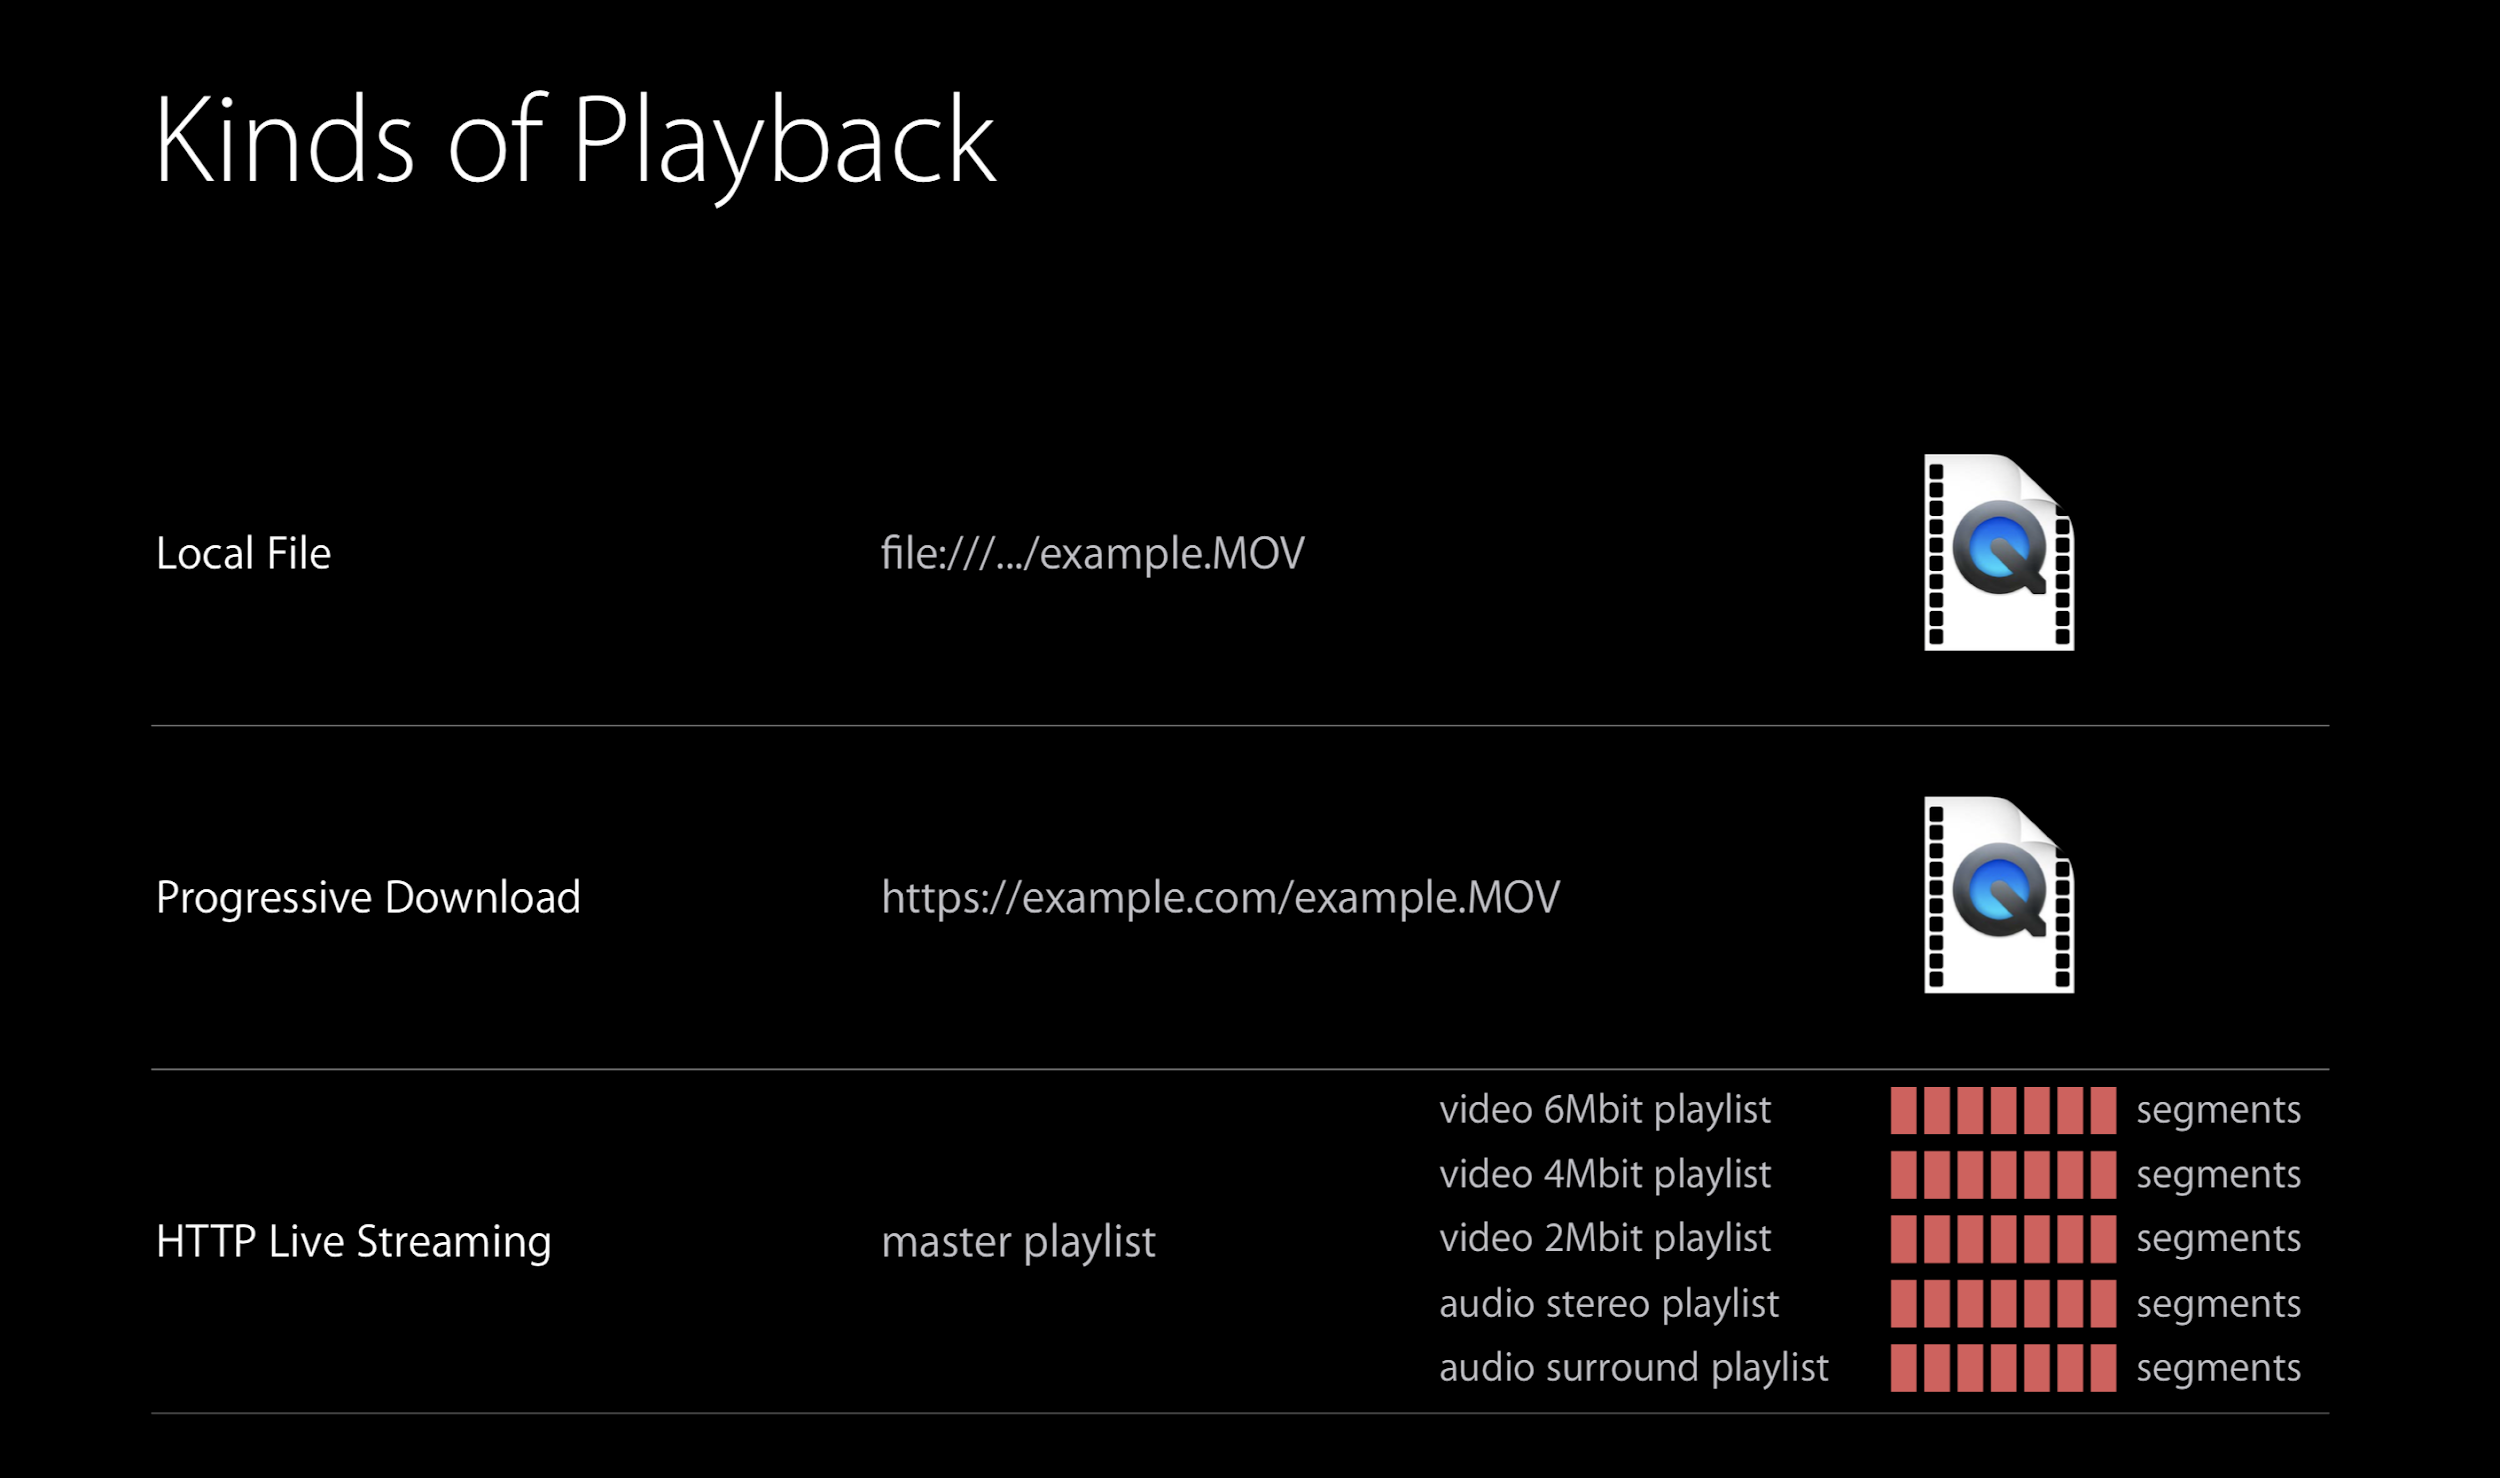 Kinds of Playback
Local File
file:///.../example.MOV
Progressive Download
https://example.com/example.MOV
HTTP Live Streaming
master playlist
video 6Mbit playlist segments
video 4Mbit playlist segments
video 2Mbit playlist segments
audio stereo playlist segments
audio surround playlist segments